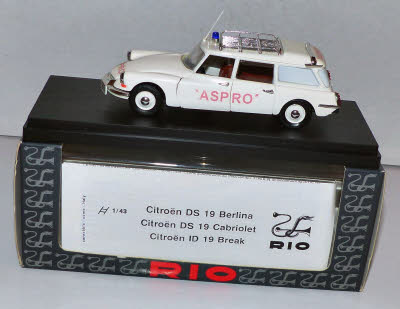 "ASPRO"
1/43
Citroën DS 19 Berlina
Citroën DS 19 Cabriolet
Citroën ID 19 Break
RIO
RIO